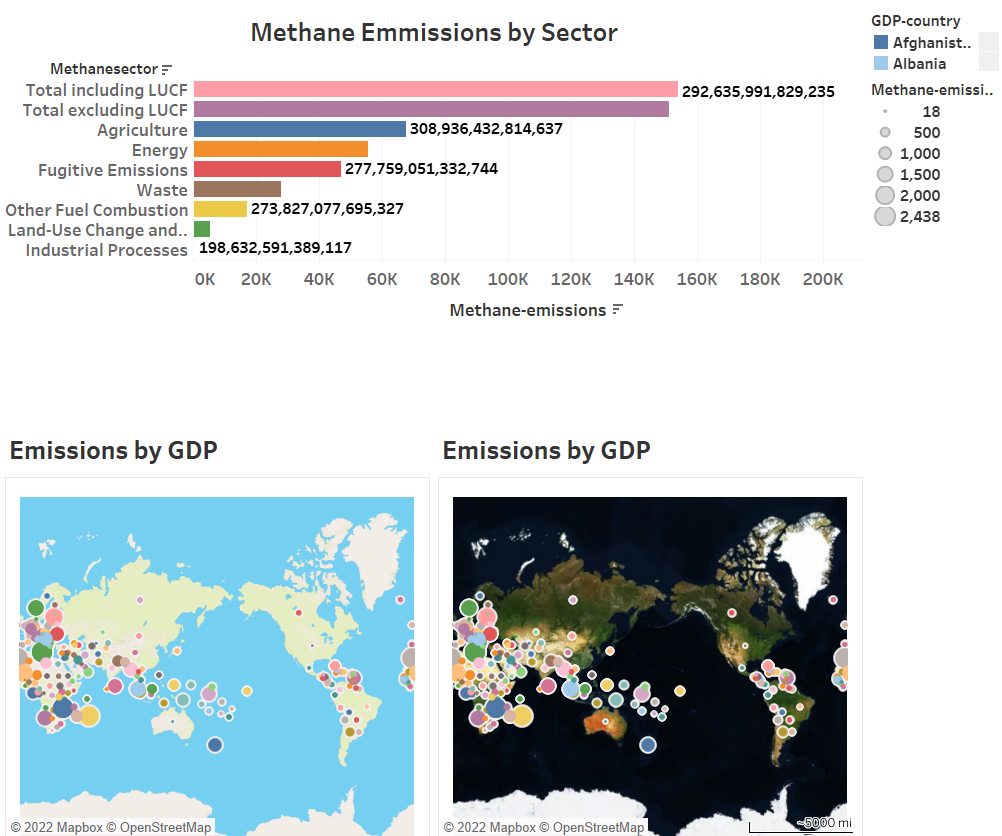 Methane Emmissions by Sector
Methanesector
Total including LUCF 292,635,991,829,235
Total excluding LUCF
Agriculture 308,936,432,814,637
Energy
Fugitive Emissions 277,759,051,332,744
Waste
Other Fuel Combustion 273,827,077,695,327
Land-Use Change and..
Industrial Processes 198,632,591,389,117
0K 20K 40K 60K 80K 100K 120K 140K 160K 180K 200K
Methane-emissions
GDP-country
Afghanist..
Albania
Methane-emissi..
18
500
1,000
1,500
2,000
2,438
Emissions by GDP
© 2022 Mapbox © OpenStreetMap
Emissions by GDP
~5000 mi
© 2022 Mapbox © OpenStreetMap